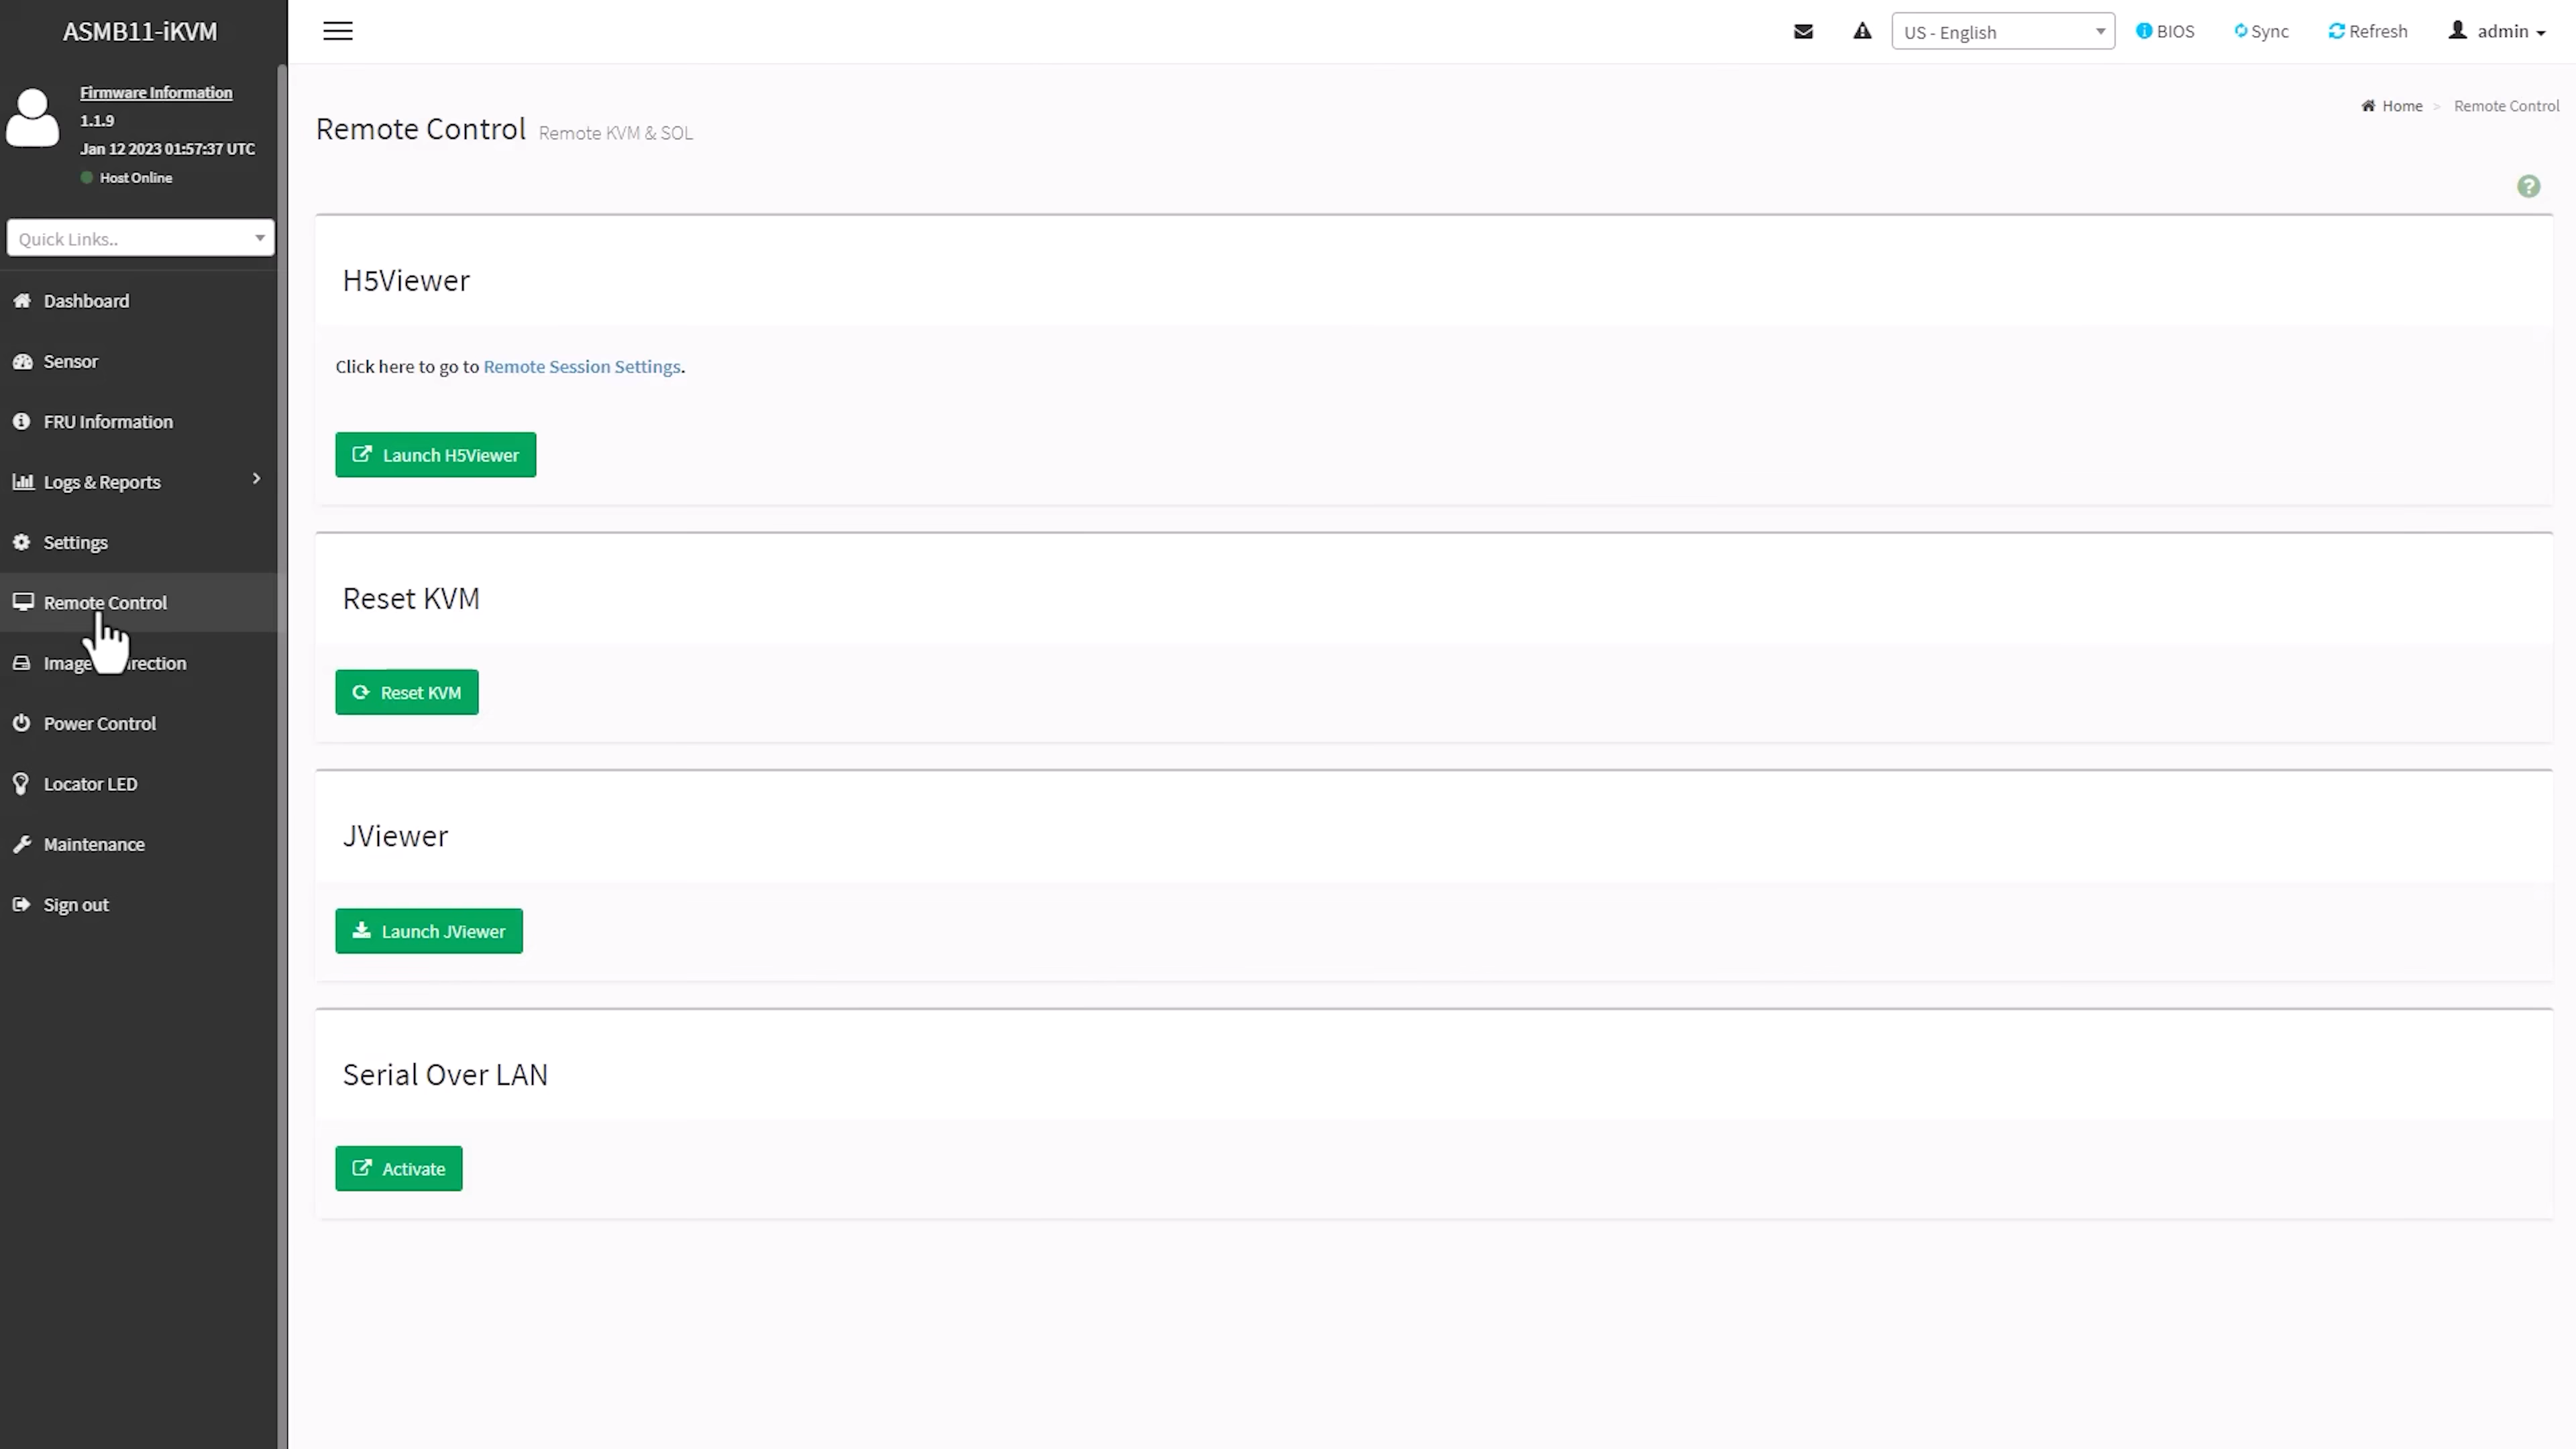 ASMB11-iKVM
Firmware Information
1.1.9
Jan 12 2023 01:57:37 UTC
Host Online
Quick Links..
Dashboard
Sensor
FRU Information
Logs & Reports
Settings
Remote Control
Image rection
Power Control
Locator LED
Maintenance
Sign out
US - English
BIOS
Sync
Refresh
admin
Remote Control Remote KVM & SOL
Home > Remote Control
H5Viewer
Click here to go to Remote Session Settings.
Launch H5Viewer
Reset KVM
Reset KVM
JViewer
Launch JViewer
Serial Over LAN
Activate